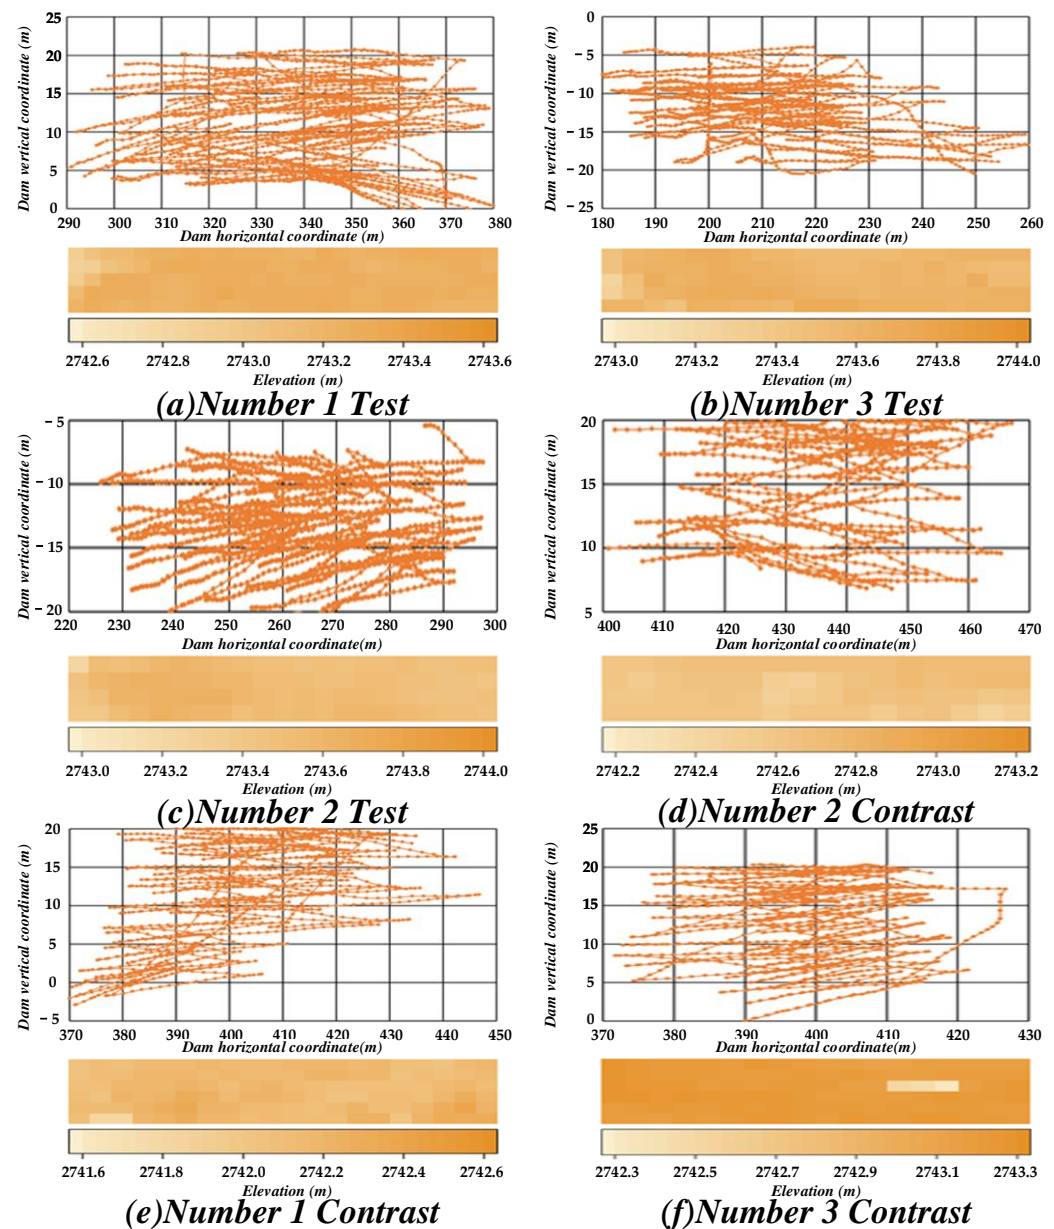 25
20
15
10
5
0
Dam vertical coordinate (m)
290 300 310 320 330 340 350 360 370 380
Dam horizontal coordinate (m)
2742.6 2742.8 2743.0 2743.2 2743.4 2743.6
Elevation (m)
(a)Number 1 Test
0
-5
-10
-15
-20
-25
Dam vertical coordinate (m)
180 190 200 210 220 230 240 250 260
Dam horizontal coordinate (m)
2743.0 2743.2 2743.4 2743.6 2743.8 2744.0
Elevation (m)
(b)Number 3 Test
-5
-10
-15
-20
Dam vertical coordinate (m)
220 230 240 250 260 270 280 290 300
Dam horizontal coordinate(m)
2743.0 2743.2 2743.6 2743.6 2743.8 2744.0
Elevation (m)
(c)Number 2 Test
20
15
10
5
Dam vertical coordinate (m)
400 410 420 430 440 450 460 470
Dam horizontal coordinate(m)
2742.2 2742.4 2742.6 2742.8 2743.0 2743.2
Elevation (m)
(d)Number 2 Contrast
20
15
10
5
0
-5
Dam vertical coordinate (m)
370 380 390 400 410 420 430 440 450
Dam horizontal coordinate(m)
2741.6 2741.8 2742.0 2742.2 2742.4 2742.6
Elevation (m)
(e)Number 1 Contrast
25
20
15
10
5
0
Dam vertical coordinate (m)
370 380 390 400 410 420 430
Dam horizontal coordinate(m)
2742.3 2742.5 2742.7 2742.9 2743.1 2743.3
Elevation (m)
(f)Number 3 Contrast